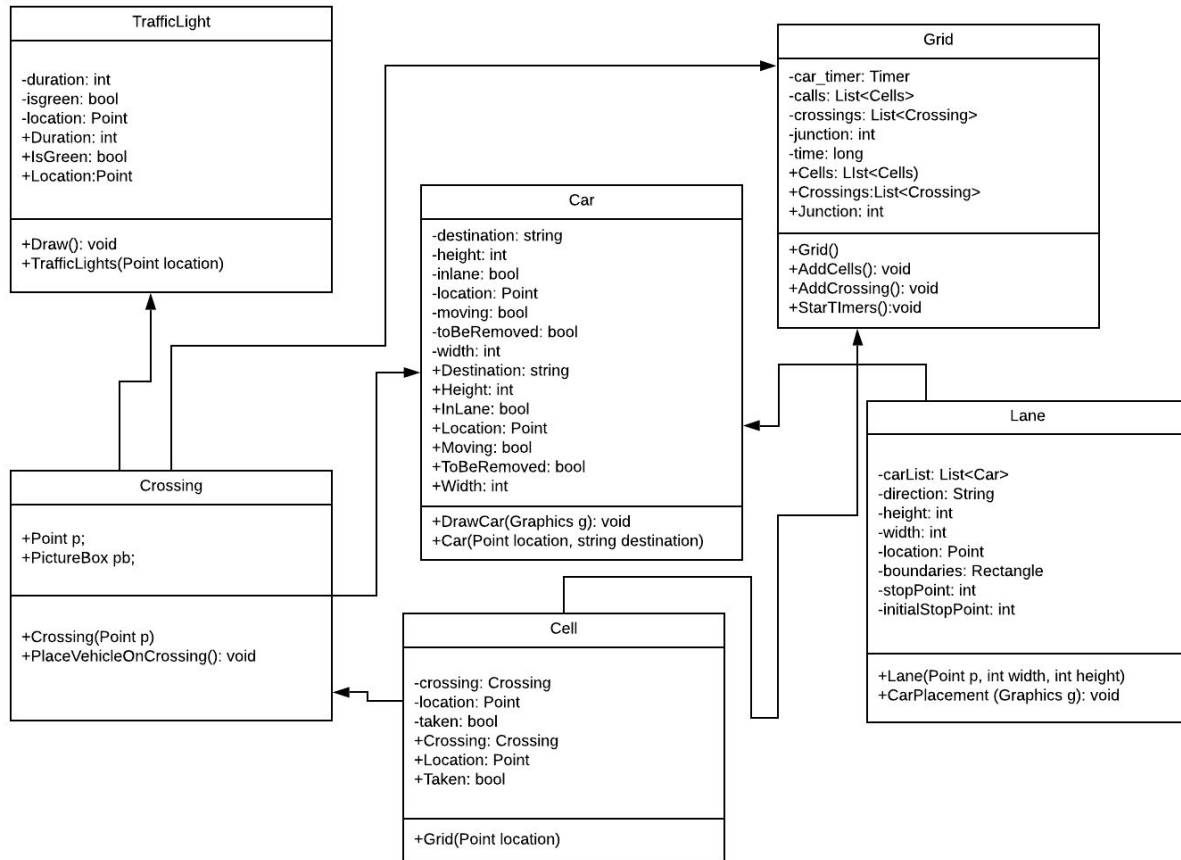 TrafficLight
-duration: int
-isgreen: bool
-location: Point
+Duration: int
+IsGreen: bool
+Location:Point
+Draw(): void
+TrafficLights(Point location)
Grid
-car_timer: Timer
-calls: List<Cells>
-crossings: List<Crossing>
-junction: int
-time: long
+Cells: LIst<Cells)
+Crossings:List<Crossing>
+Junction: int
+Grid()
+AddCells(): void
+AddCrossing(): void
+StarTImers():void
Car
-destination: string
-height: int
-inlane: bool
-location: Point
-moving: bool
-toBeRemoved: bool
-width: int
+Destination: string
+Height: int
+InLane: bool
+Location: Point
+Moving: bool
+ToBeRemoved: bool
+Width: int
+DrawCar(Graphics g): void
+Car(Point location, string destination)
Lane
-carList: List<Car>
-direction: String
-height: int
-width: int
-location: Point
-boundaries: Rectangle
-stopPoint: int
-initialStopPoint: int
+Lane(Point p, int width, int height)
+CarPlacement (Graphics g): void
Crossing
+Point p;
+PictureBox pb;
+Crossing(Point p)
+PlaceVehicleOnCrossing(): void
Cell
-crossing: Crossing
-location: Point
-taken: bool
+Crossing: Crossing
+Location: Point
+Taken: bool
+Grid(Point location)